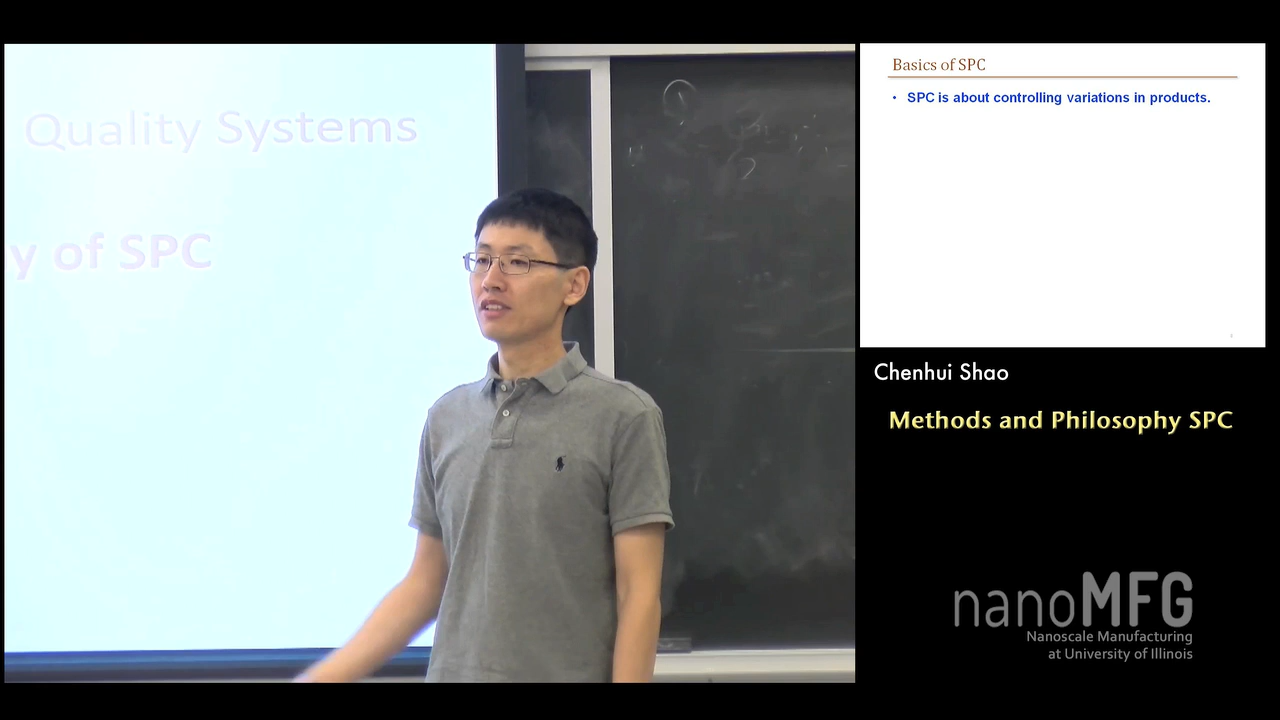 Quality Systems
y of SPC
2
Basics of SPC
• SPC is about controlling variations in products.
Chenhui Shao
Methods and Philosophy SPC
nanoMFG
Nanoscale Manufacturing
at University of Illinois